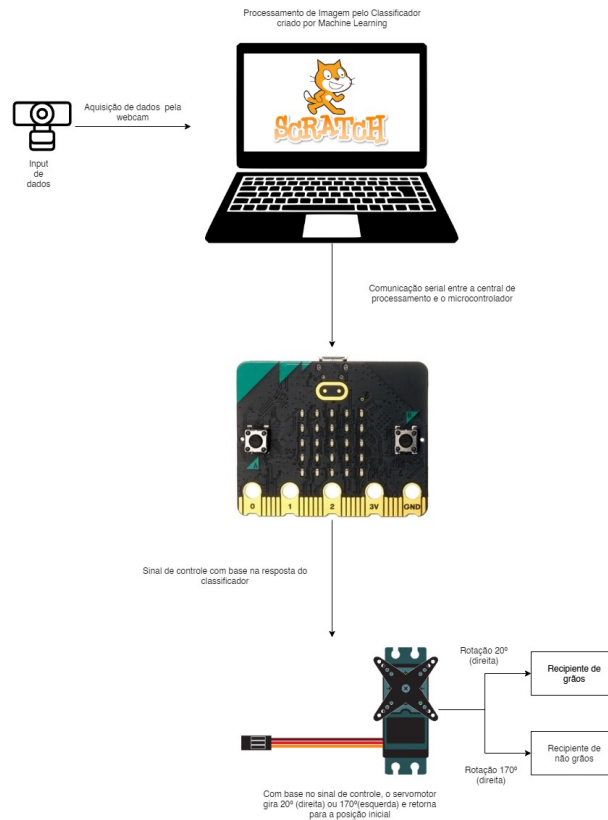 Processamento de Imagem pelo Classificador
criado por Machine Learning
SCRATCH
Aquisição de dados pela
webcam
Input
de
dados
Comunicação serial entre a central de
processamento e o microcontrolador
A
B
0 1 2 3V GND
Sinal de controle com base na resposta do
classificador
Rotação 20º
(direita)
Recipiente de
grãos
Recipiente de
não grãos
Rotação 170º
(direita)
Com base no sinal de controle, o servomotor
gira 20º (direita) ou 170º(esquerda) e retorna
para a posição inicial